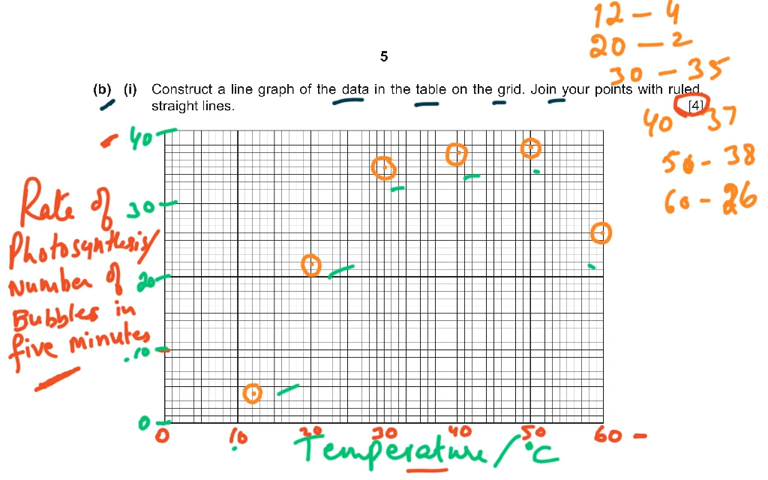 12 - 4
20 - 2
30 - 35
5
(b) (i) Construct a line graph of the data in the table on the grid. Join your points with ruled
straight lines.
[4]
40 37
50 - 38
60 - 26
40
Rate of
Photosynthesis/
Number of
Bubbles in
five minutes
30
20
10
0
0 10 20 30 40 50 60
Temperature/°C